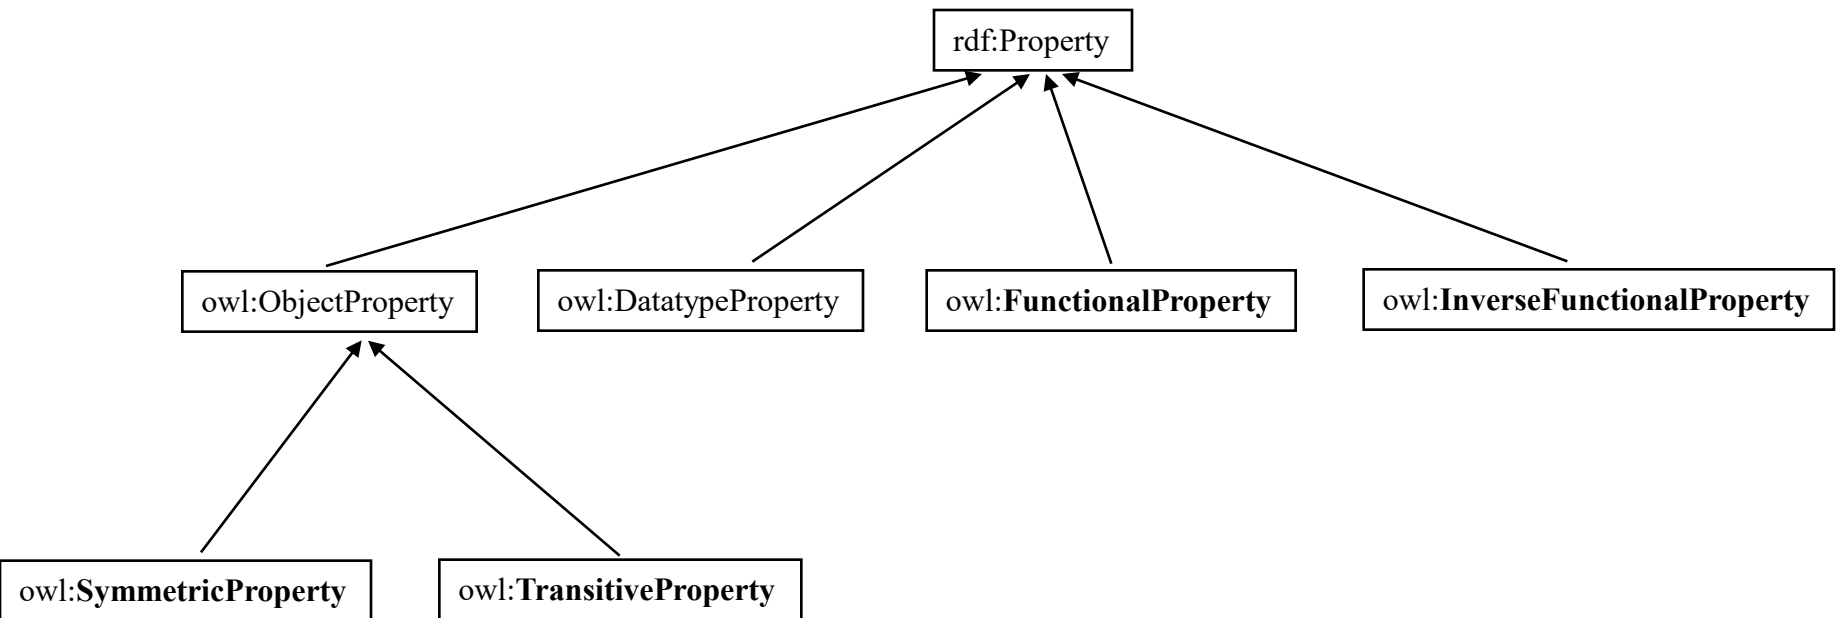 rdf:Property
owl:ObjectProperty
owl:DatatypeProperty
owl:FunctionalProperty
owl:InverseFunctionalProperty
owl:SymmetricProperty
owl:TransitiveProperty